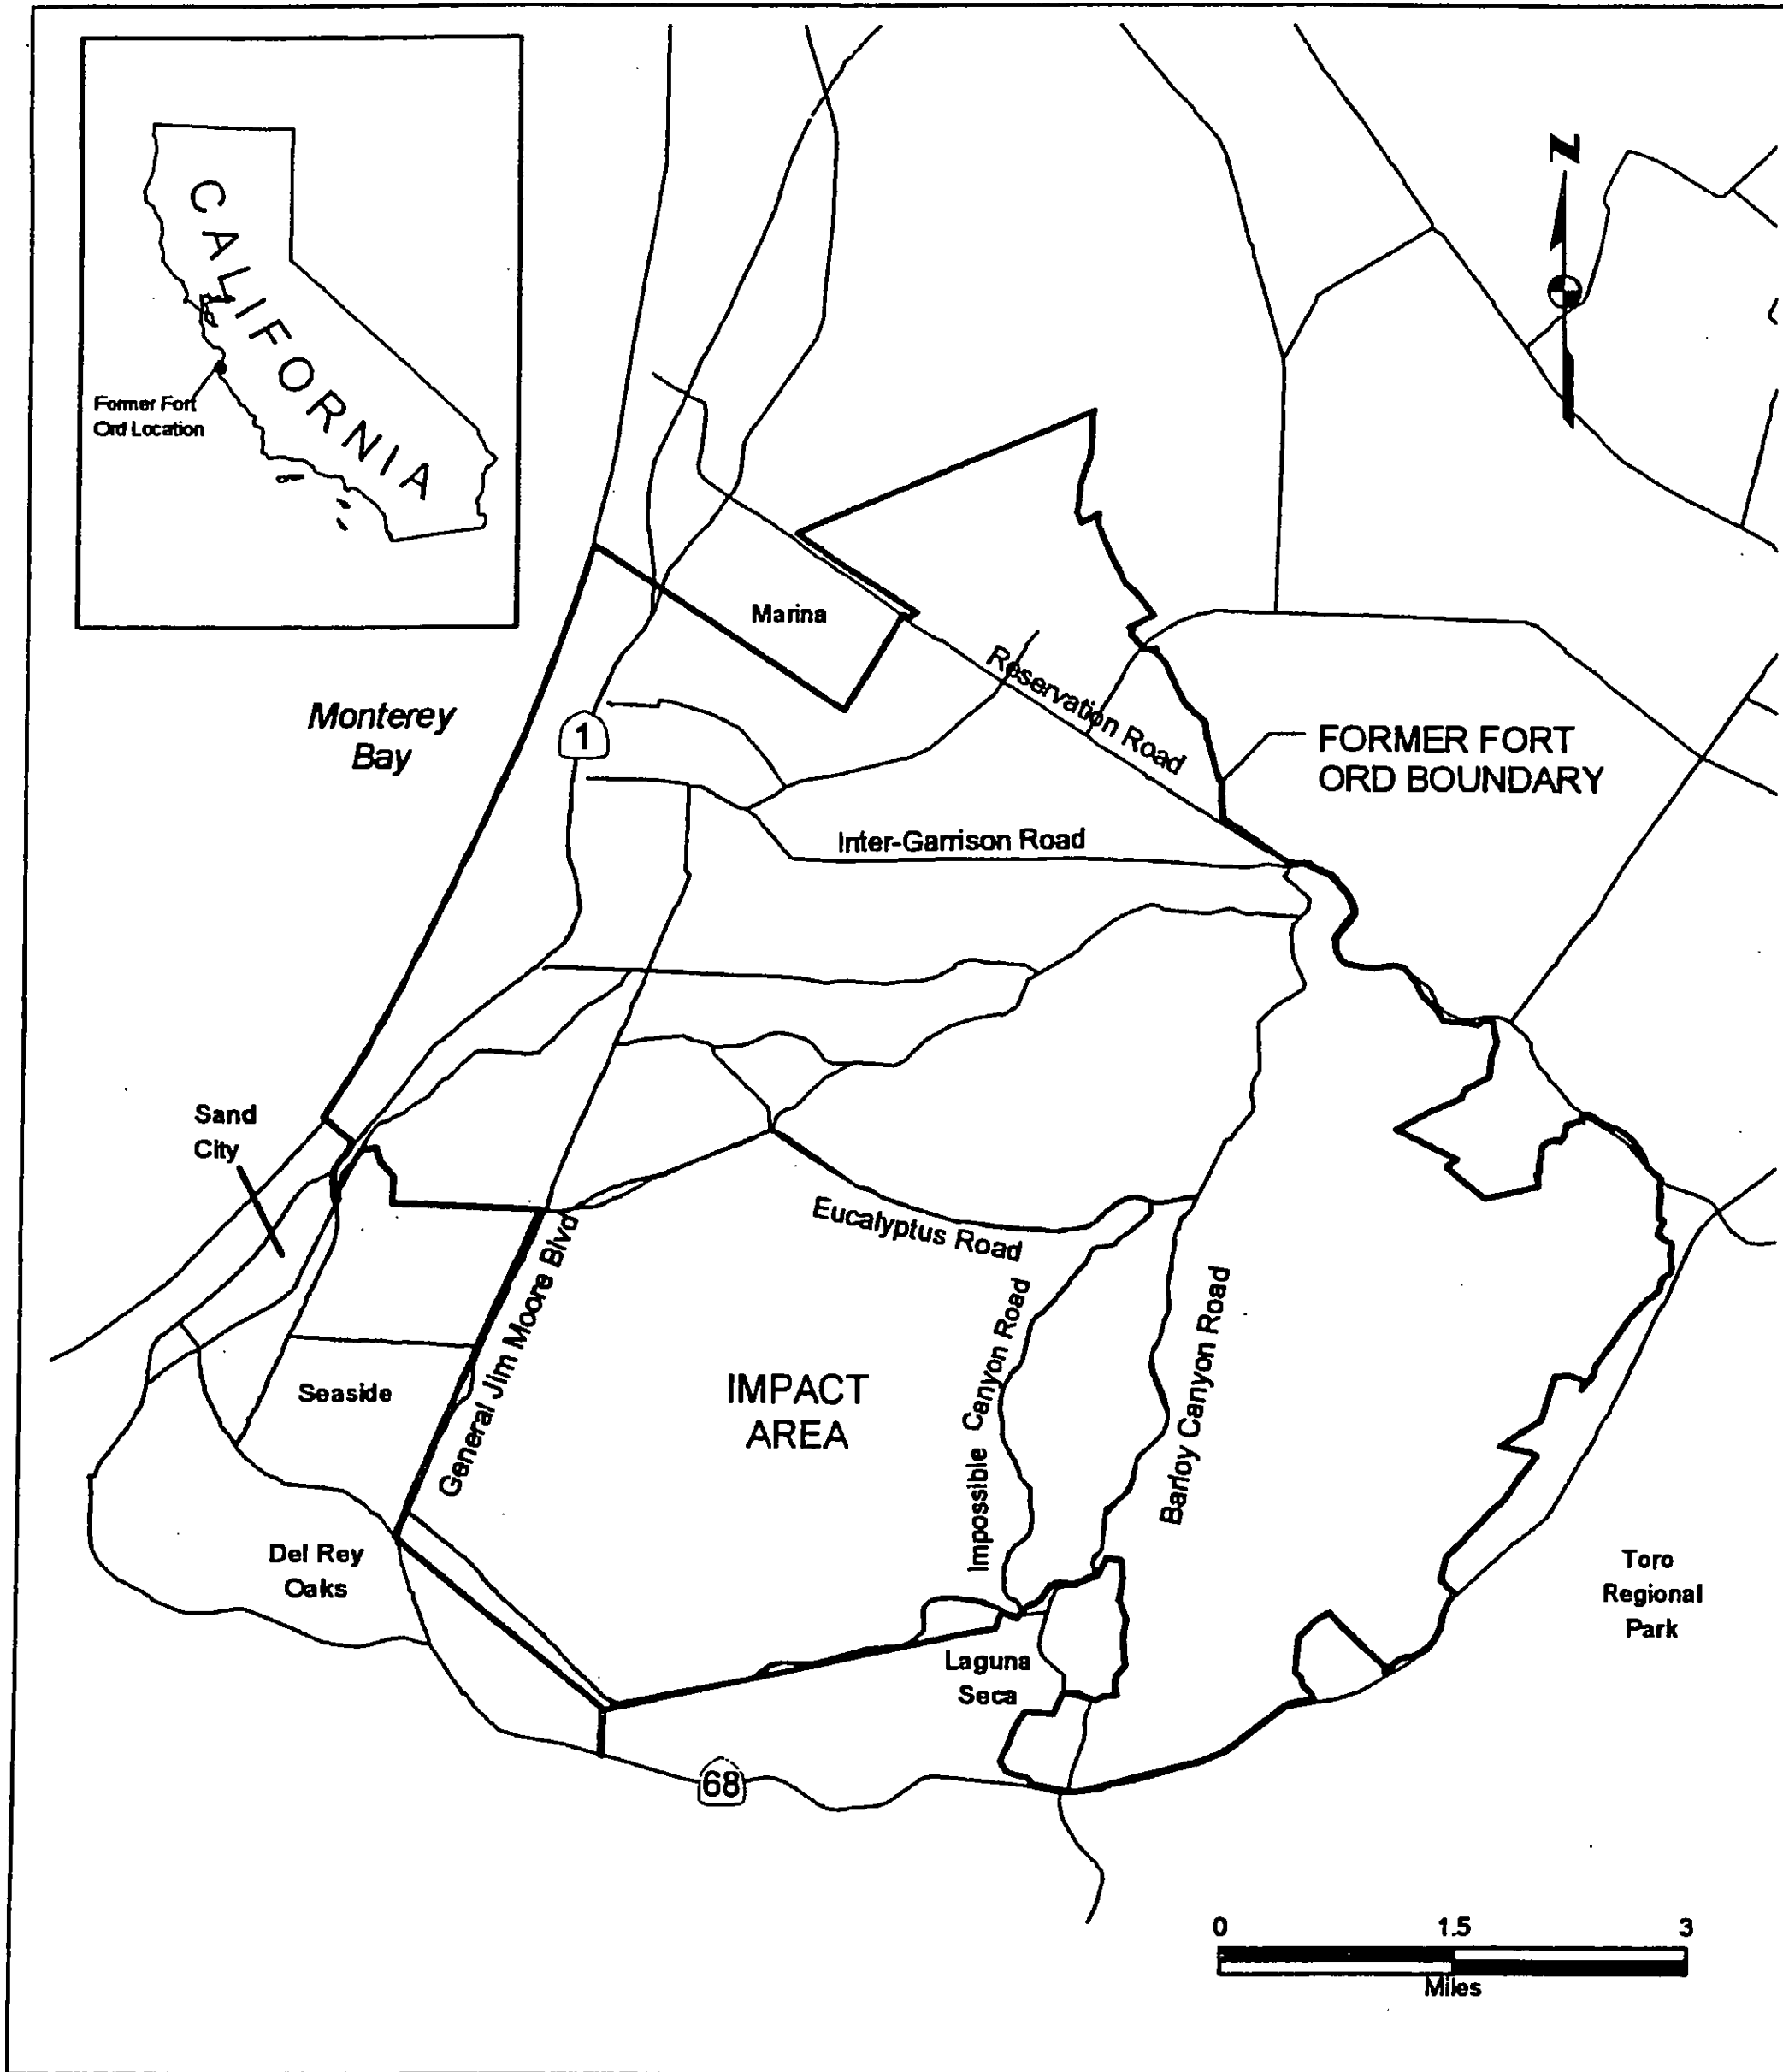 CALIFORNIA
Former Fort
Ord Location
N
Marina
Reservation Road
Monterey
Bay
1
FORMER FORT
ORD BOUNDARY
Inter-Garrison Road
Sand
City
Eucalyptus Road
General Jim Moore Blvd
Impossible Canyon Road
Barloy Canyon Road
IMPACT
AREA
Seaside
Del Rey
Oaks
Toro
Regional
Park
Laguna
Seca
68
0 1.5 3
Miles